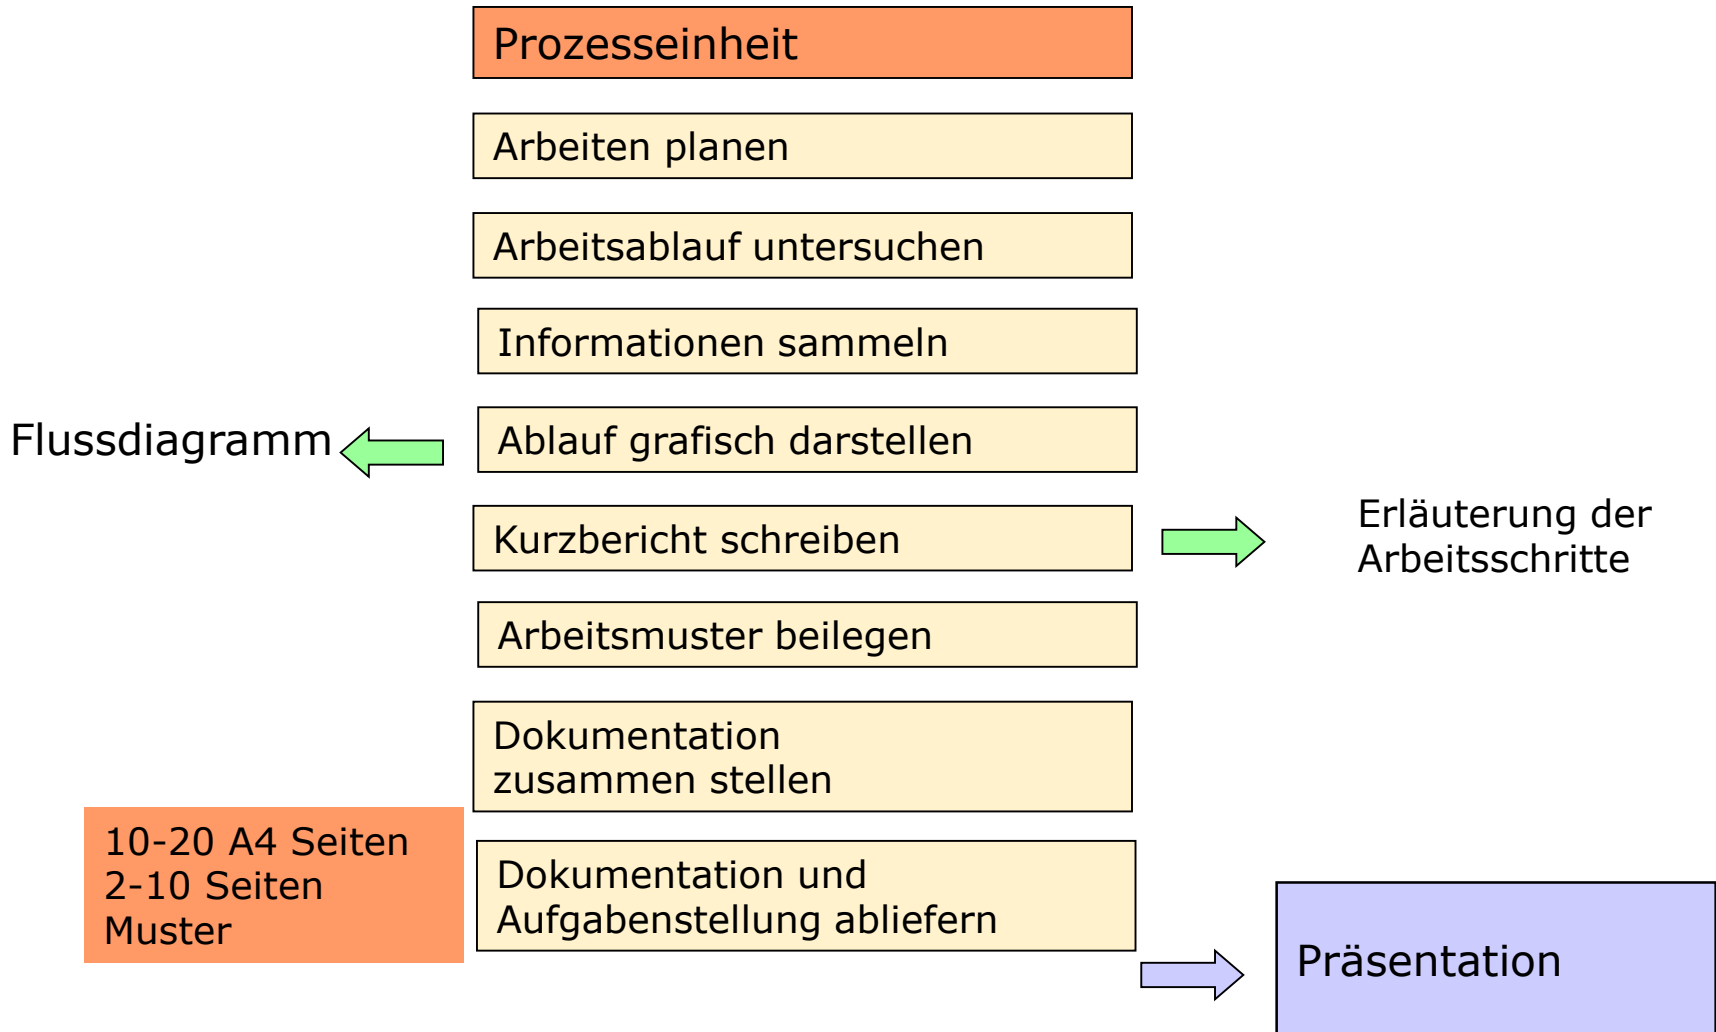 Prozesseinheit
Arbeiten planen
Arbeitsablauf untersuchen
Informationen sammeln
Flussdiagramm
Ablauf grafisch darstellen
Kurzbericht schreiben
Erläuterung der
Arbeitsschritte
Arbeitsmuster beilegen
Dokumentation
zusammen stellen
10-20 A4 Seiten
2-10 Seiten
Muster
Dokumentation und
Aufgabenstellung abliefern
Präsentation